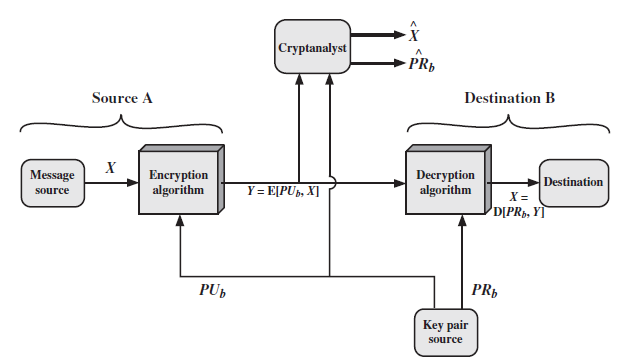 X̂
Cryptanalyst
P̂R_b
Source A
Destination B
Message
source
X
Encryption
algorithm
Y = E[PU_b, X]
Decryption
algorithm
X =
D[PR_b, Y]
Destination
PU_b
PR_b
Key pair
source